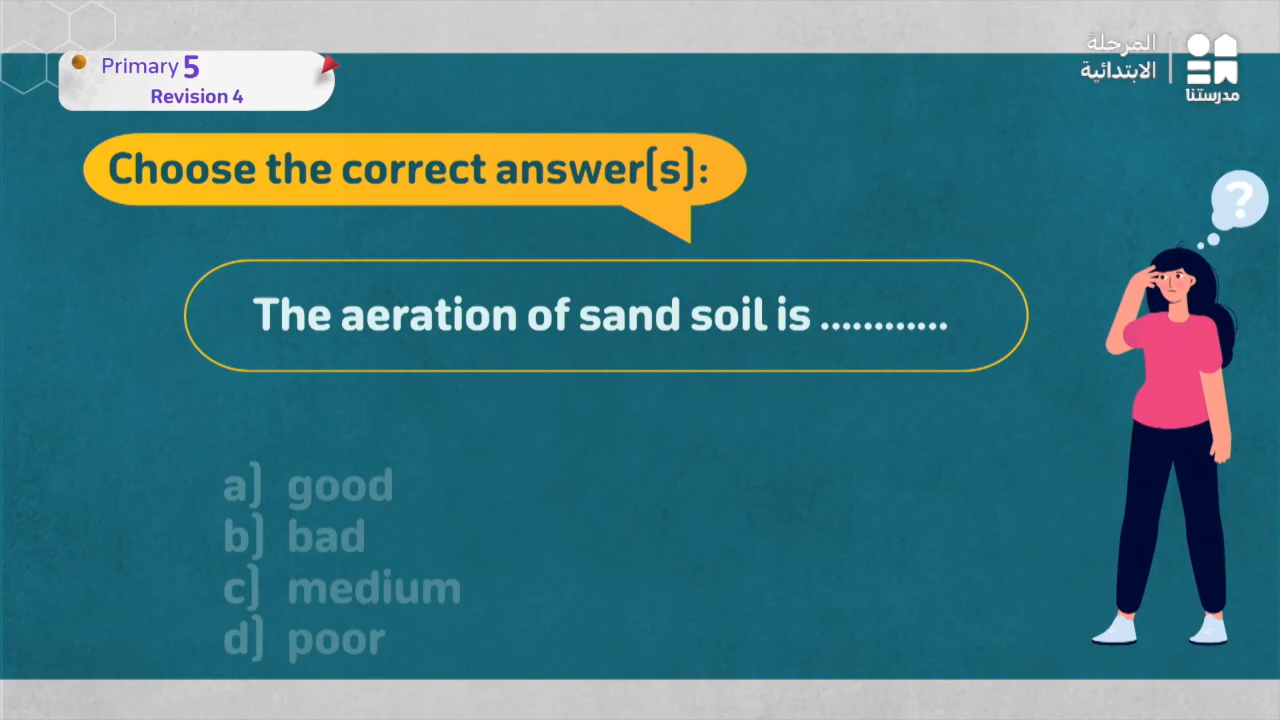 Primary 5
Revision 4
المرحلة
الابتدائية
مدرستنا
Choose the correct answer(s):
?
The aeration of sand soil is ............
a) good
b) bad
c) medium
d) poor